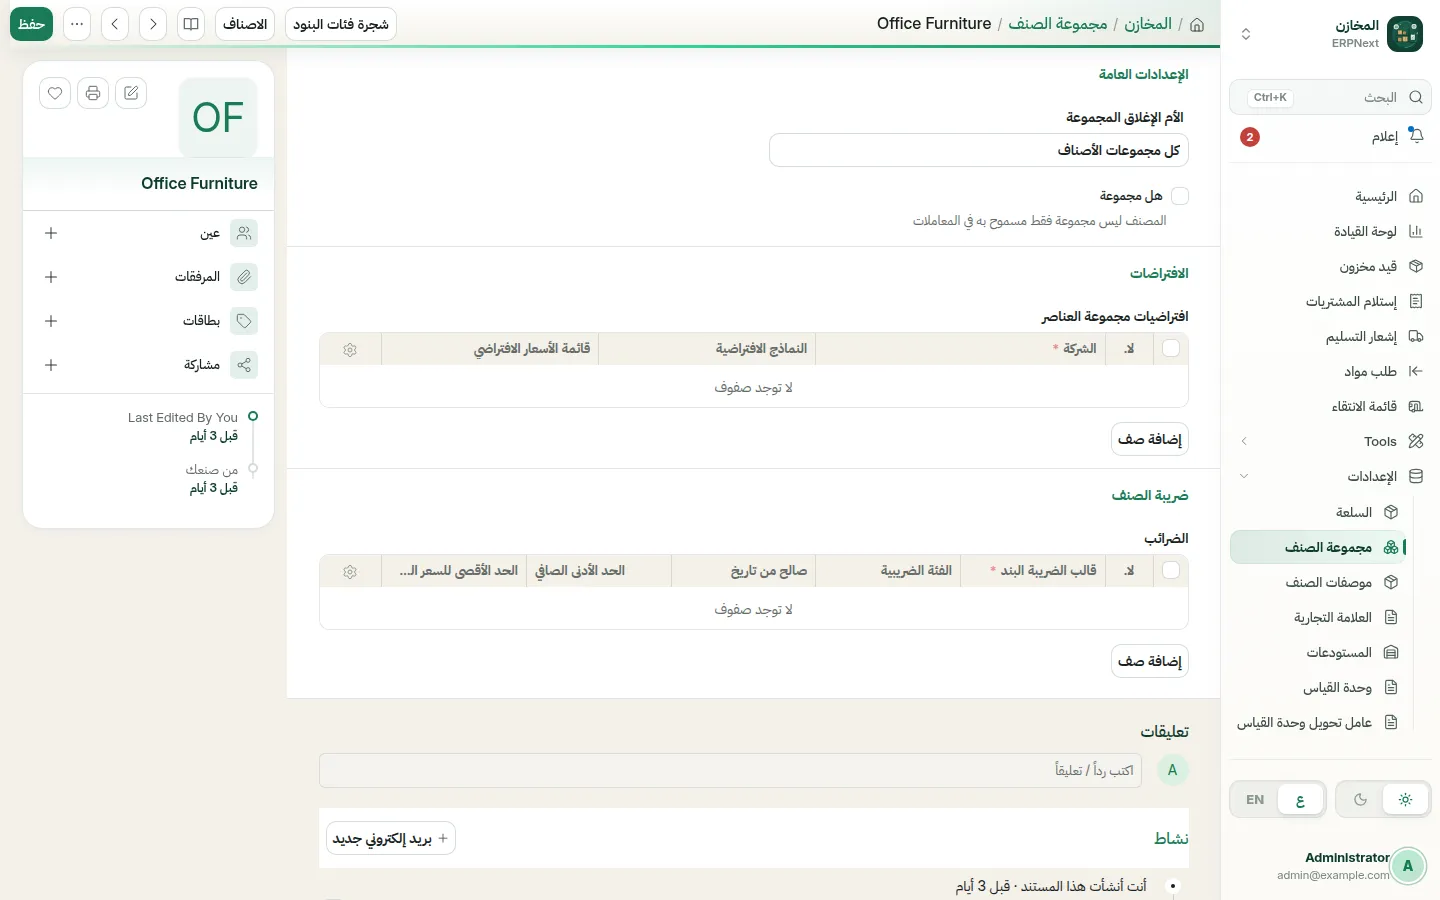 المخازن
ERPNext
البحث
Ctrl+K
إعلام
2
الرئيسية
لوحة القيادة
قيد مخزون
إستلام المشتريات
إشعار التسليم
طلب مواد
قائمة الانتقاء
Tools
الإعدادات
السلعة
مجموعة الصنف
موصفات الصنف
العلامة التجارية
المستودعات
وحدة القياس
عامل تحويل وحدة القياس
ع
EN
Administrator
admin@example.com
A
المخازن / مجموعة الصنف / Office Furniture
شجرة فئات البنود
الاصناف
حفظ
الإعدادات العامة
الأم الإغلاق المجموعة
كل مجموعات الأصناف
هل مجموعة
المصنف ليس مجموعة فقط مسموح به في المعاملات
الافتراضات
افتراضيات مجموعة العناصر
لا.
الشركة *
النماذج الافتراضية
قائمة الأسعار الافتراضي
لا توجد صفوف
إضافة صف
ضريبة الصنف
الضرائب
لا.
قالب الضريبة البند *
الفئة الضريبية
صالح من تاريخ
الحد الأدنى الصافي
الحد الأقصى للسعر الـ...
لا توجد صفوف
إضافة صف
تعليقات
A
اكتب رداً / تعليقاً
نشاط
بريد إلكتروني جديد
أنت أنشأت هذا المستند · قبل 3 أيام
OF
Office Furniture
عين
المرفقات
بطاقات
مشاركة
Last Edited By You
قبل 3 أيام
من صنعك
قبل 3 أيام